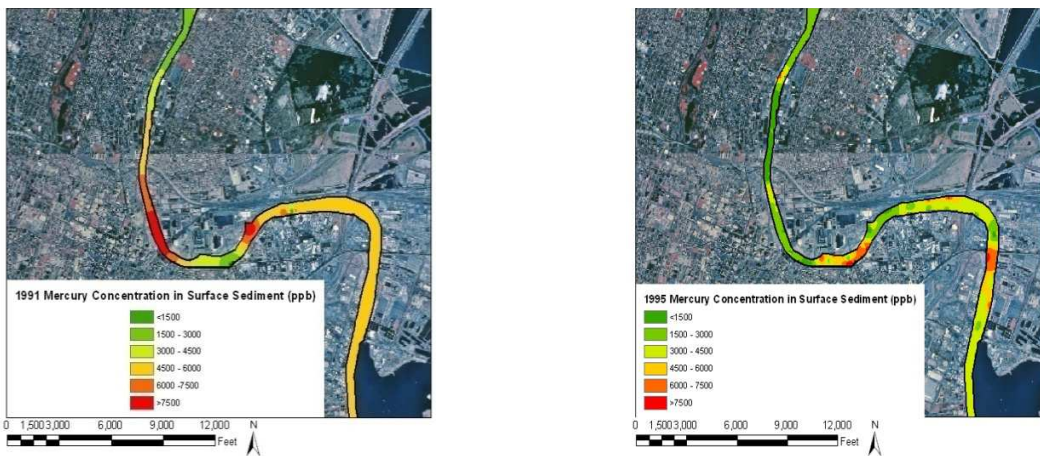 1991 Mercury Concentration in Surface Sediment (ppb)
<1500
1500 - 3000
3000 - 4500
4500 - 6000
6000 -7500
>7500
0 1,500 3,000 6,000 9,000 12,000
Feet
N
1995 Mercury Concentration in Surface Sediment (ppb)
<1500
1500 - 3000
3000 - 4500
4500 - 6000
6000 - 7500
>7500
0 1,500 3,000 6,000 9,000 12,000
Feet
N